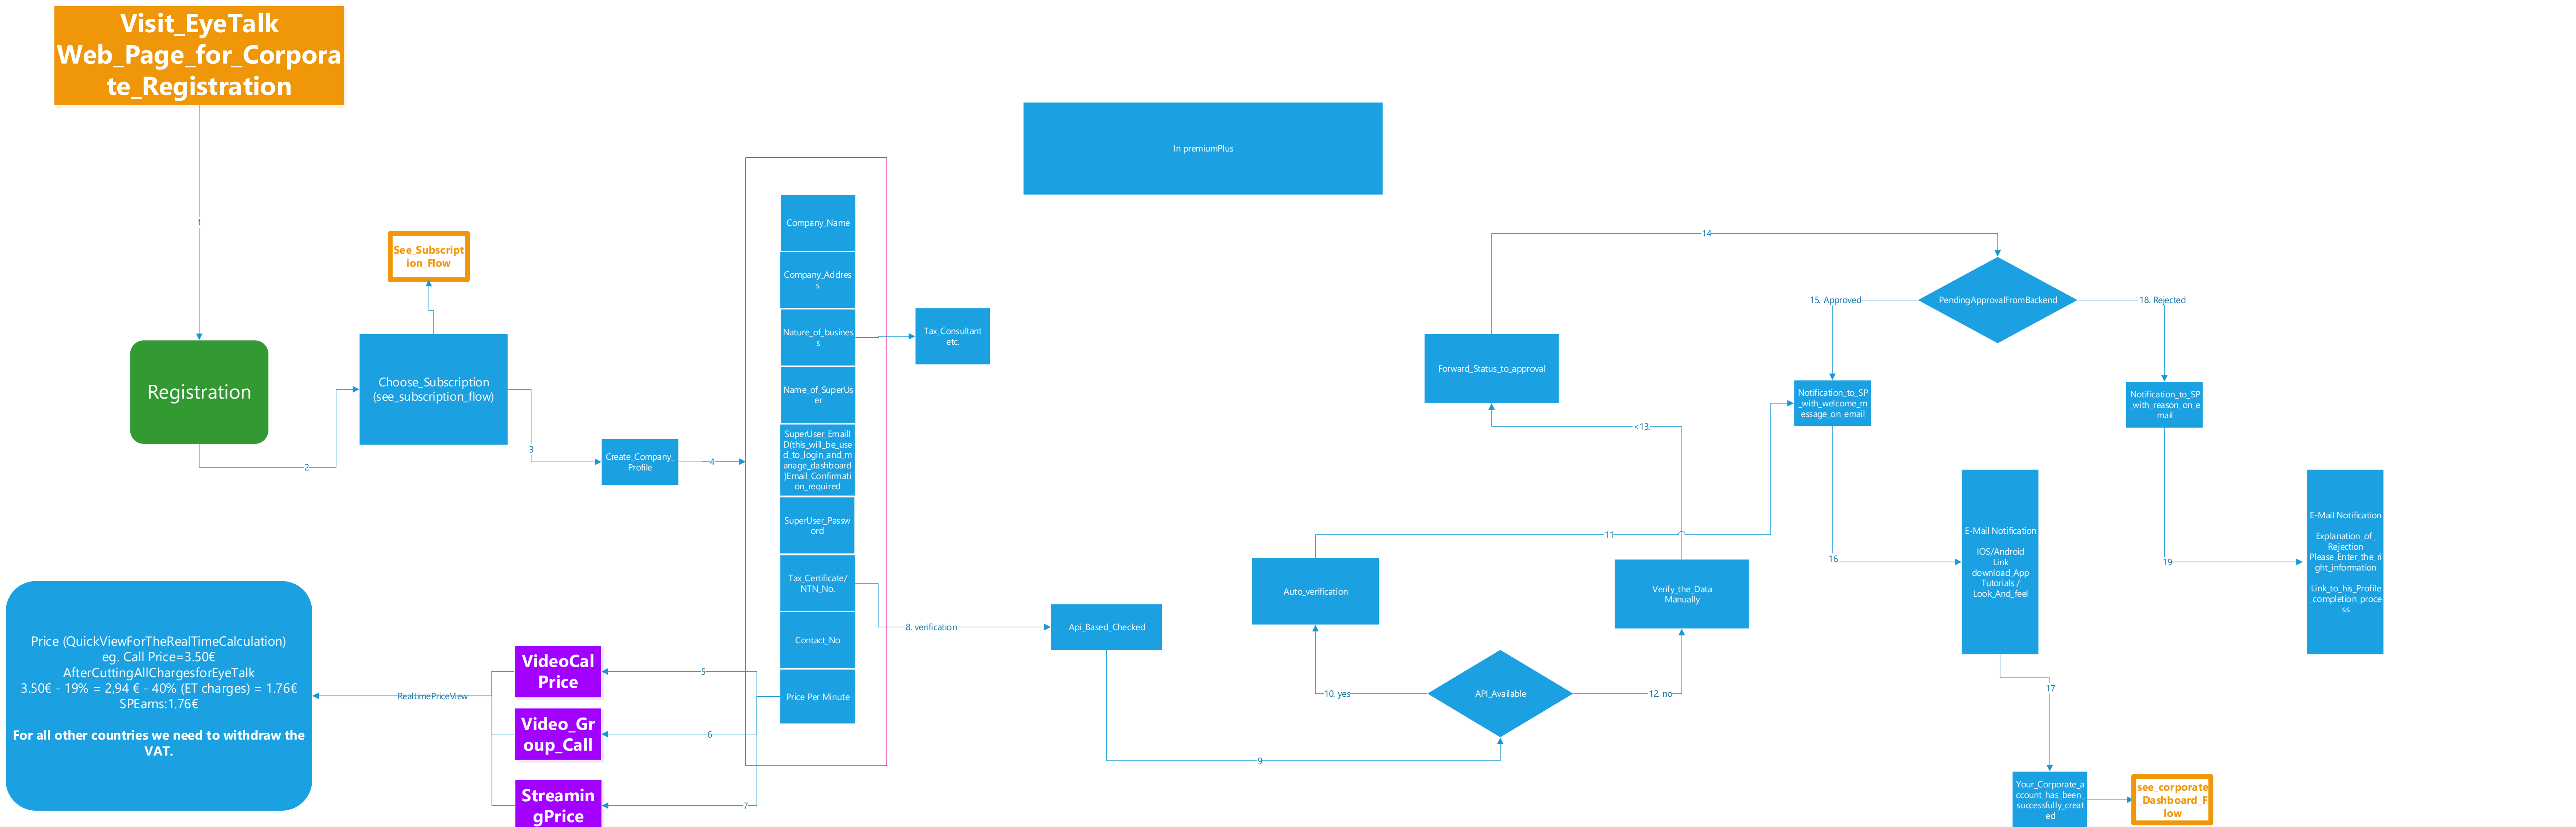 Visit_EyeTalk
Web_Page_for_Corpora
te_Registration
1
Registration
2
See_Subscript
ion_Flow
Choose_Subscription
(see_subscription_flow)
3
Create_Company_
Profile
4
Company_Name
Company_Addres
s
Nature_of_busines
s
Tax_Consultant
etc.
Name_of_SuperUs
er
SuperUser_EmailI
D(this_will_be_use
d_to_login_and_m
anage_dashboard
)Email_Confirmati
on_required
SuperUser_Passw
ord
Tax_Certificate/
NTN_No.
Contact_No
Price Per Minute
5
6
7
VideoCal
Price
Video_Gr
oup_Call
Streamin
gPrice
RealtimePriceView
Price (QuickViewForTheRealTimeCalculation)
eg. Call Price=3.50€
AfterCuttingAllChargesforEyeTalk
3.50€ - 19% = 2,94 € - 40% (ET charges) = 1.76€
SPEarns:1.76€
For all other countries we need to withdraw the
VAT.
8. verification
Api_Based_Checked
9
API_Available
10. yes
12. no
Auto_verification
11
Verify_the_Data
Manually
<13.
Forward_Status_to_approval
14
In premiumPlus
PendingApprovalFromBackend
15. Approved
18. Rejected
Notification_to_SP
_with_welcome_m
essage_on_email
Notification_to_SP
_with_reason_on_e
mail
16
E-Mail Notification
IOS/Android
Link
download_App
Tutorials /
Look_And_feel
19
E-Mail Notification
Explanation_of_
Rejection
Please_Enter_the_ri
ght_information
Link_to_his_Profile
_completion_proce
ss
17
Your_Corporate_a
ccount_has_been_
successfully_creat
ed
see_corporate
_Dashboard_F
low